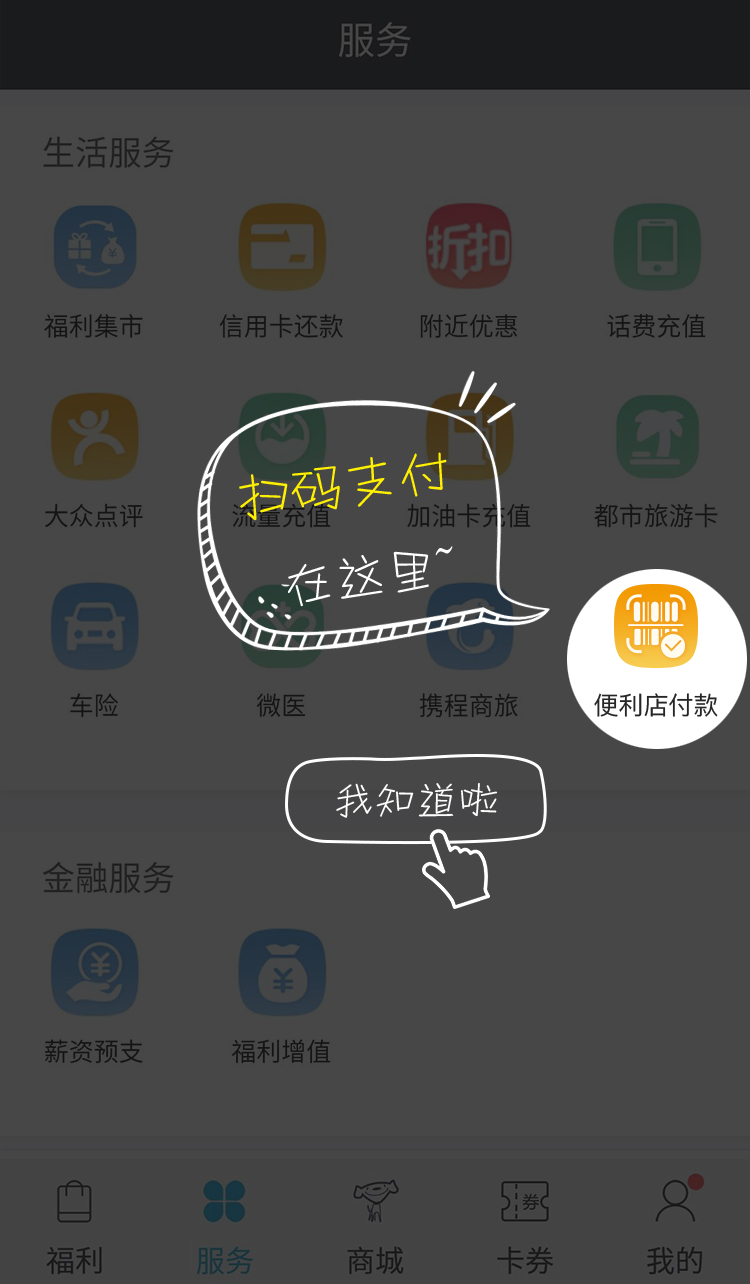 服务
生活服务
福利集市
信用卡还款
折扣
附近优惠
话费充值
大众点评
流量充值
加油卡充值
都市旅游卡
扫码支付
在这里~
车险
微医
携程商旅
便利店付款
我知道啦
金融服务
¥
¥
薪资预支
福利增值
券
福利
服务
商城
卡券
我的